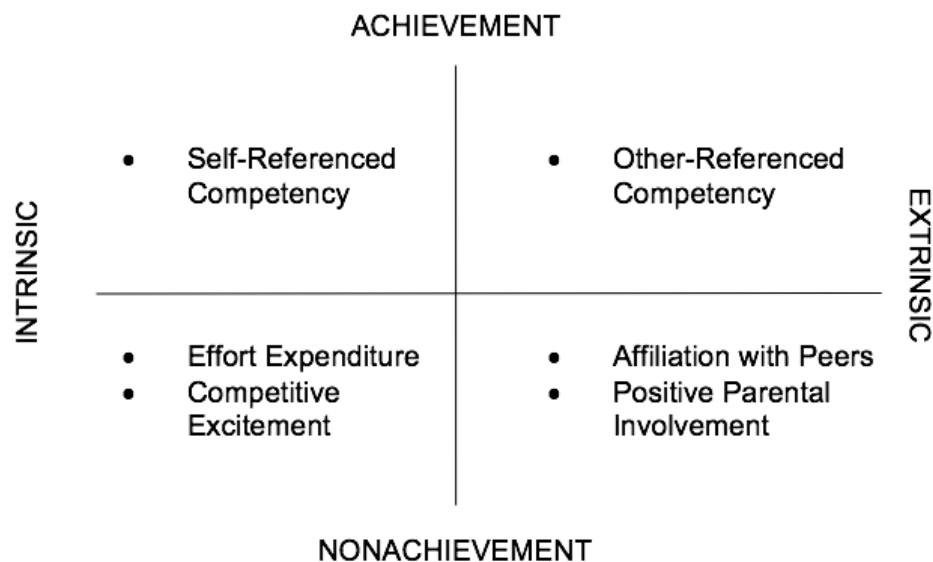 ACHIEVEMENT
• Self-Referenced
Competency
• Other-Referenced
Competency
INTRINSIC
EXTRINSIC
• Effort Expenditure
• Competitive
Excitement
• Affiliation with Peers
• Positive Parental
Involvement
NONACHIEVEMENT